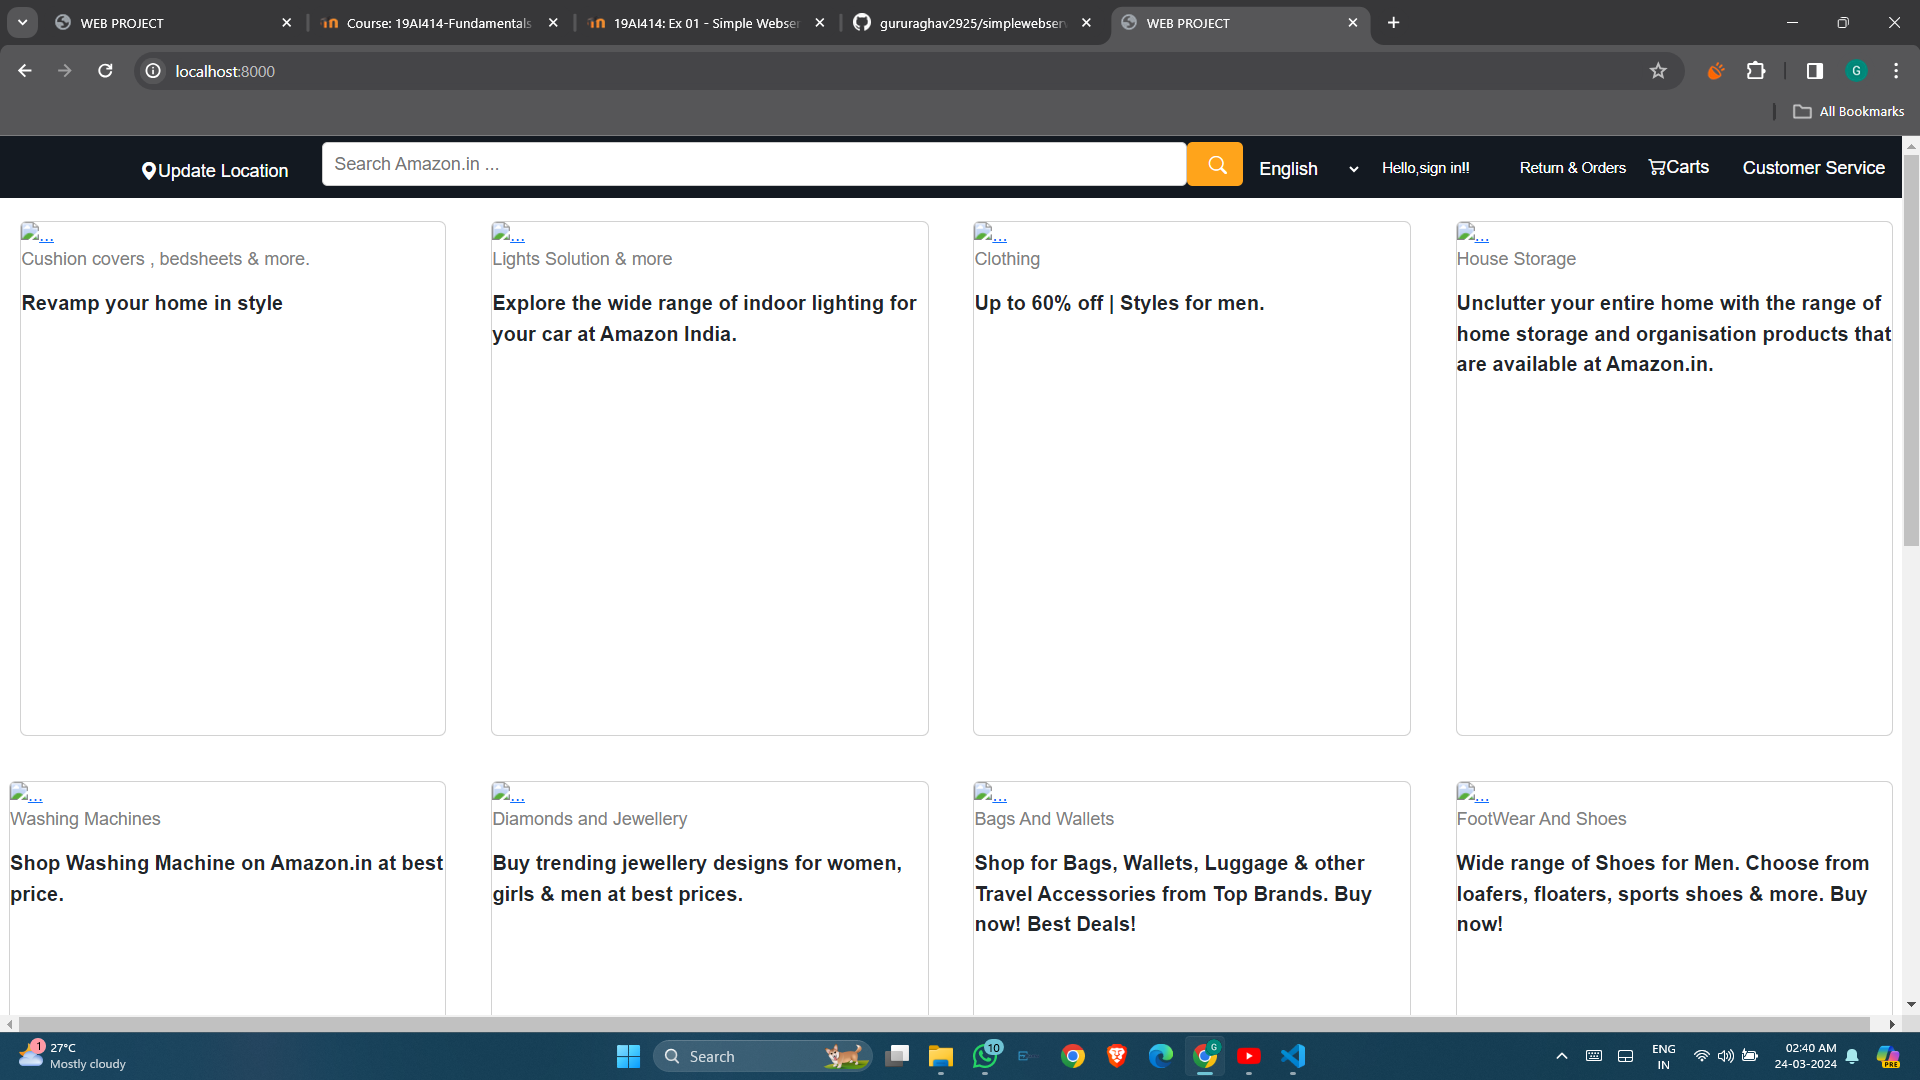 WEB PROJECT
Course: 19AI414-Fundamentals
19AI414: Ex 01 - Simple Webser
gururaghav2925/simplewebserv
WEB PROJECT
localhost:8000
G
All Bookmarks
Update Location
Search Amazon.in ...
English
Hello,sign in!!
Return & Orders
Carts
Customer Service
...
Cushion covers , bedsheets & more.
Revamp your home in style
...
Lights Solution & more
Explore the wide range of indoor lighting for
your car at Amazon India.
...
Clothing
Up to 60% off | Styles for men.
...
House Storage
Unclutter your entire home with the range of
home storage and organisation products that
are available at Amazon.in.
...
Washing Machines
Shop Washing Machine on Amazon.in at best
price.
...
Diamonds and Jewellery
Buy trending jewellery designs for women,
girls & men at best prices.
...
Bags And Wallets
Shop for Bags, Wallets, Luggage & other
Travel Accessories from Top Brands. Buy
now! Best Deals!
...
FootWear And Shoes
Wide range of Shoes for Men. Choose from
loafers, floaters, sports shoes & more. Buy
now!
1
27°C
Mostly cloudy
Search
10
G
ENG
IN
02:40 AM
24-03-2024
PRE